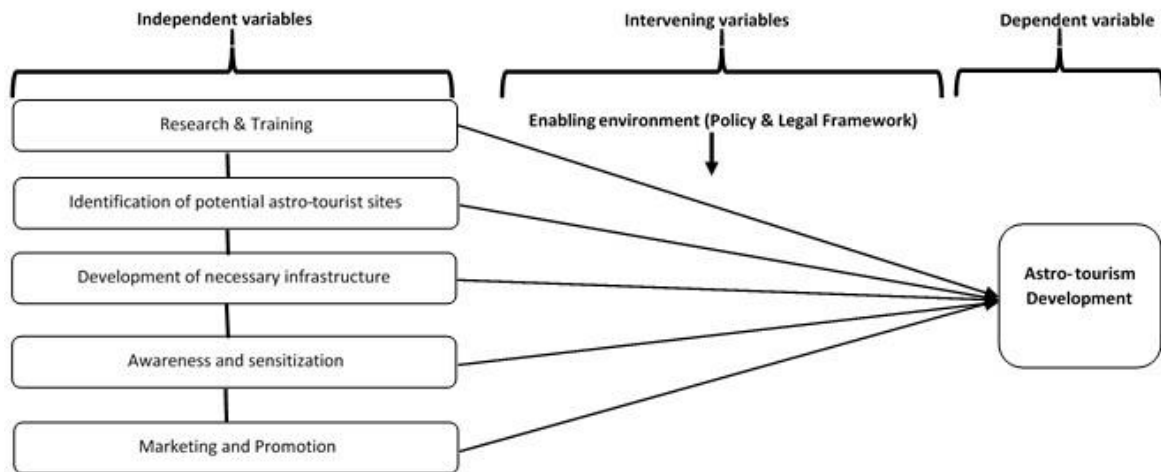 Independent variables
Intervening variables
Dependent variable
Research & Training
Enabling environment (Policy & Legal Framework)
Identification of potential astro-tourist sites
Development of necessary infrastructure
Astro- tourism
Development
Awareness and sensitization
Marketing and Promotion